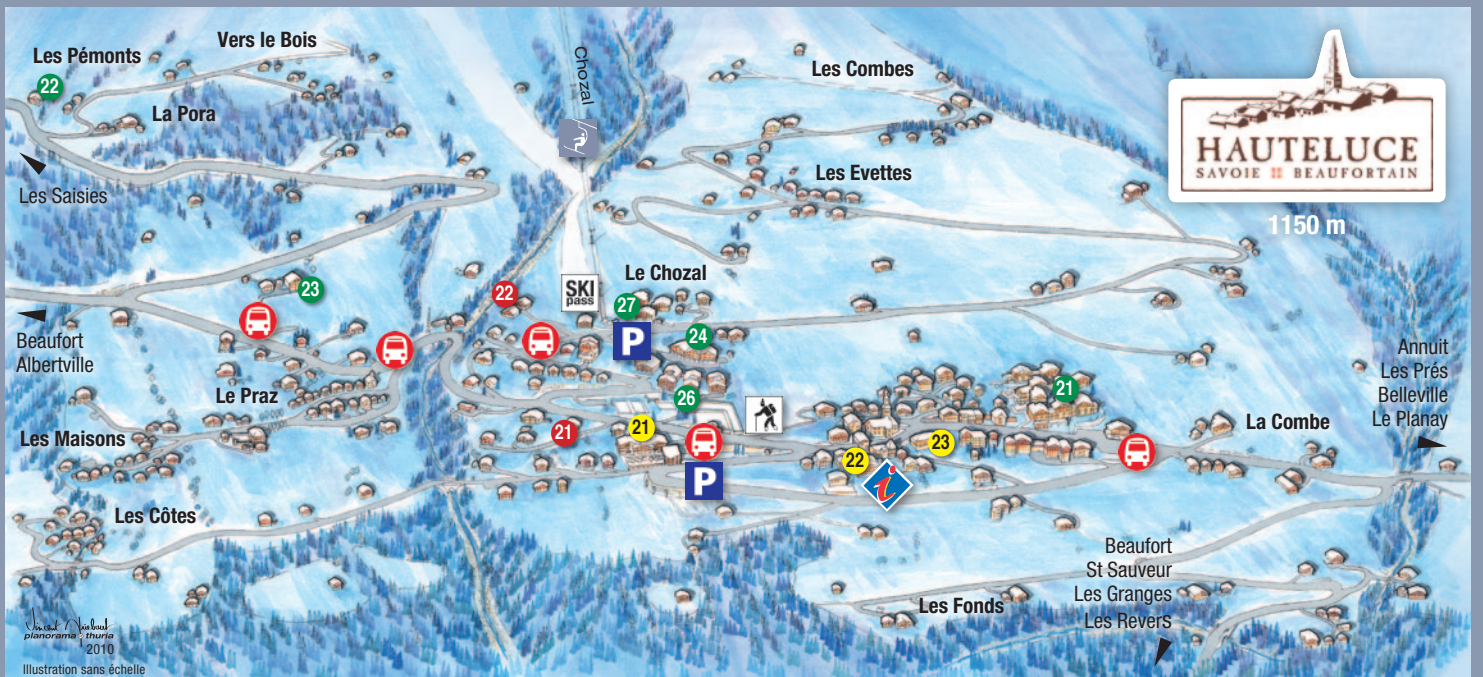 Les Pémonts
Vers le Bois
22
La Pora
Les Saisies
Chozal
Les Combes
Les Evettes
HAUTELUCE
SAVOIE BEAUFORTAIN
1150 m
Le Chozal
SKI
pass
22
27
P
24
23
Beaufort
Albertville
Le Praz
Les Maisons
Les Côtes
21
21
26
P
22
23
i
21
La Combe
Annuit
Les Prés
Belleville
Le Planay
Beaufort
St Sauveur
Les Granges
Les Revers
Les Fonds
planorama thuria
2010
Illustration sans échelle